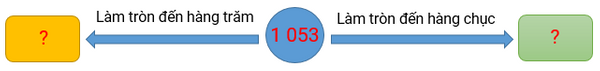 Làm tròn đến hàng trăm
Làm tròn đến hàng chục
?
1 053
?